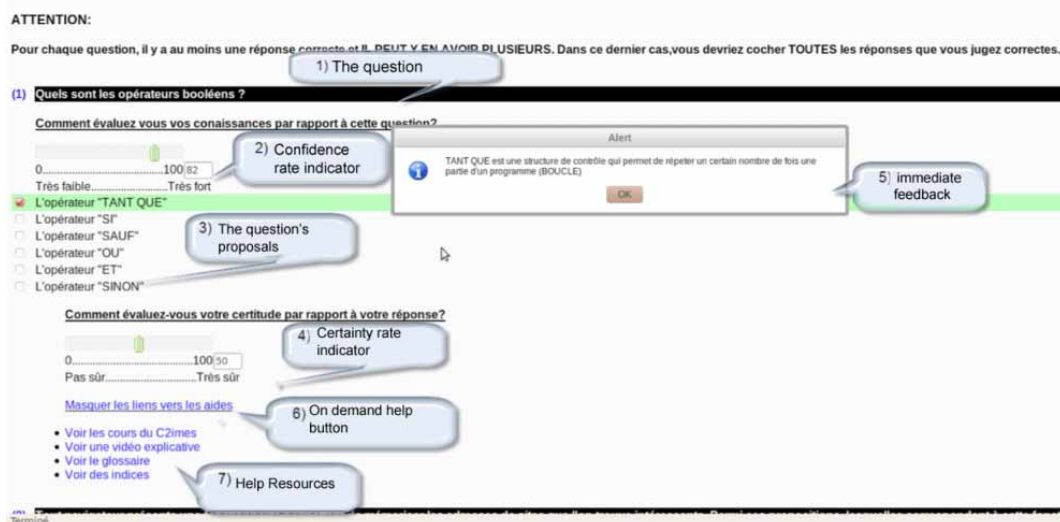 ATTENTION:
Pour chaque question, il y a au moins une réponse correcte et IL PEUT Y EN AVOIR PLUSIEURS. Dans ce dernier cas,vous devriez cocher TOUTES les réponses que vous jugez correctes.
1) The question
(1) Quels sont les opérateurs booléens ?
Comment évaluez vous vos conaissances par rapport à cette question?
2) Confidence
rate indicator
0...........................................100 82
Très faible..........................Très fort
Alert
TANT QUE est une structure de contrôle qui permet de répeter un certain nombre de fois une
partie d'un programme (BOUCLE)
OK
5) immediate
feedback
L'opérateur "TANT QUE"
L'opérateur "SI"
L'opérateur "SAUF"
L'opérateur "OU"
L'opérateur "ET"
L'opérateur "SINON"
3) The question's
proposals
Comment évaluez-vous votre certitude par rapport à votre réponse?
4) Certainty rate
indicator
0...........................................100 50
Pas sûr................................Très sûr
Masquer les liens vers les aides
6) On demand help
button
• Voir les cours du C2imes
• Voir une vidéo explicative
• Voir le glossaire
• Voir des indices
7) Help Resources
Terminé